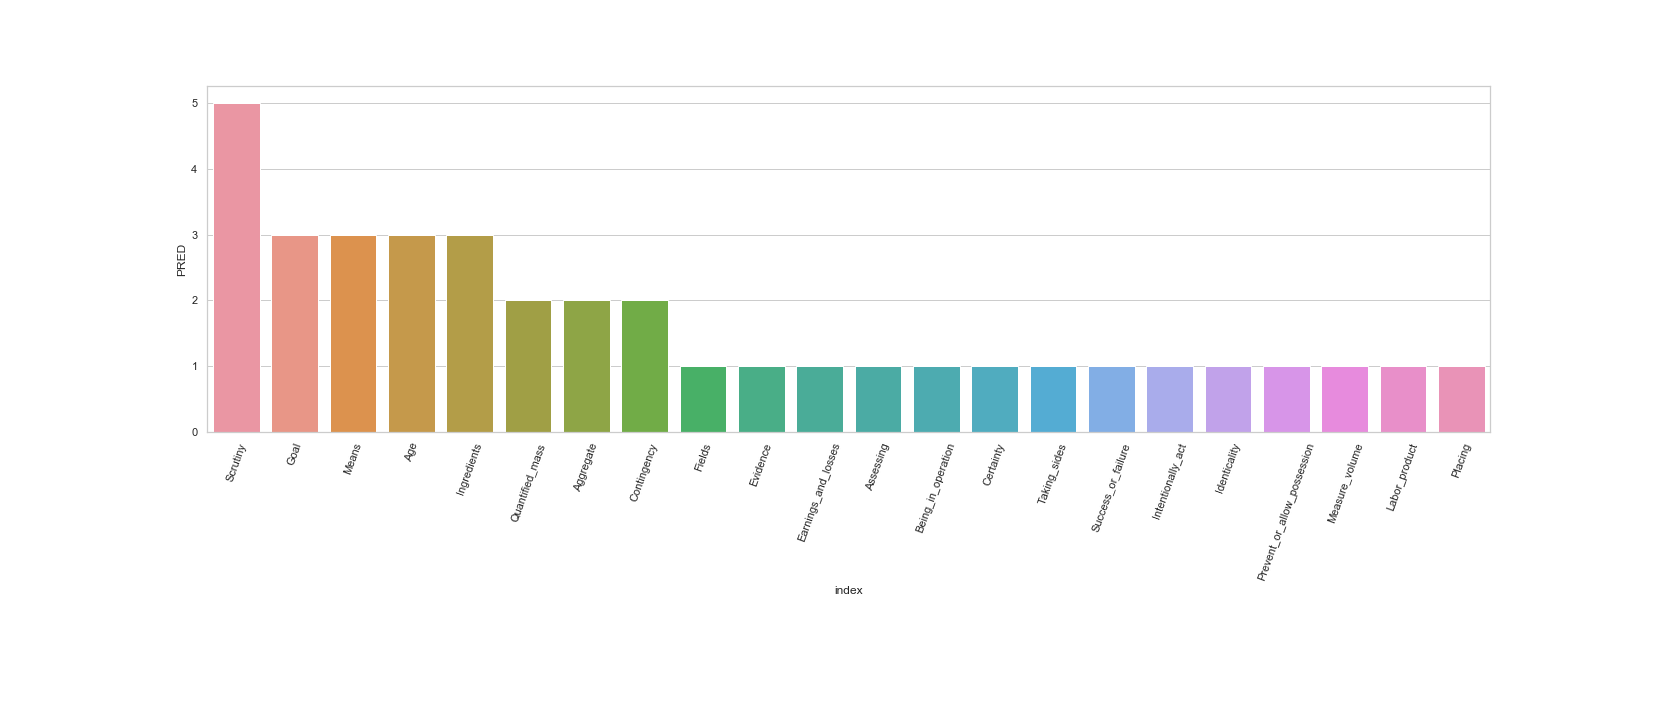 5
4
3
2
1
0
PRED
Scrutiny
Goal
Means
Age
Ingredients
Quantified_mass
Aggregate
Contingency
Fields
Evidence
Earnings_and_losses
Assessing
Being_in_operation
Certainty
Taking_sides
Success_or_failure
Intentionally_act
Identicality
Prevent_or_allow_possession
Measure_volume
Labor_product
Placing
index